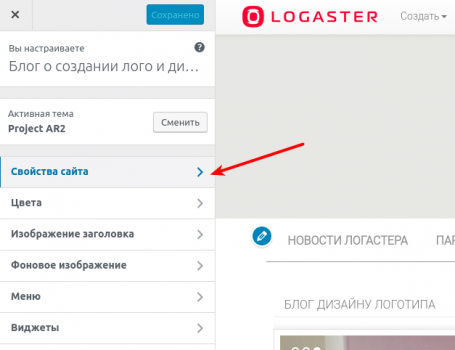 × Сохранено
Вы настраиваете
Блог о создании лого и ди...
Активная тема
Project AR2
Сменить
Свойства сайта
Цвета
Изображение заголовка
Фоновое изображение
Меню
Виджеты
LOGASTER
Создать
НОВОСТИ ЛОГАСТЕРА ПАР
БЛОГ ДИЗАЙНУ ЛОГОТИПА